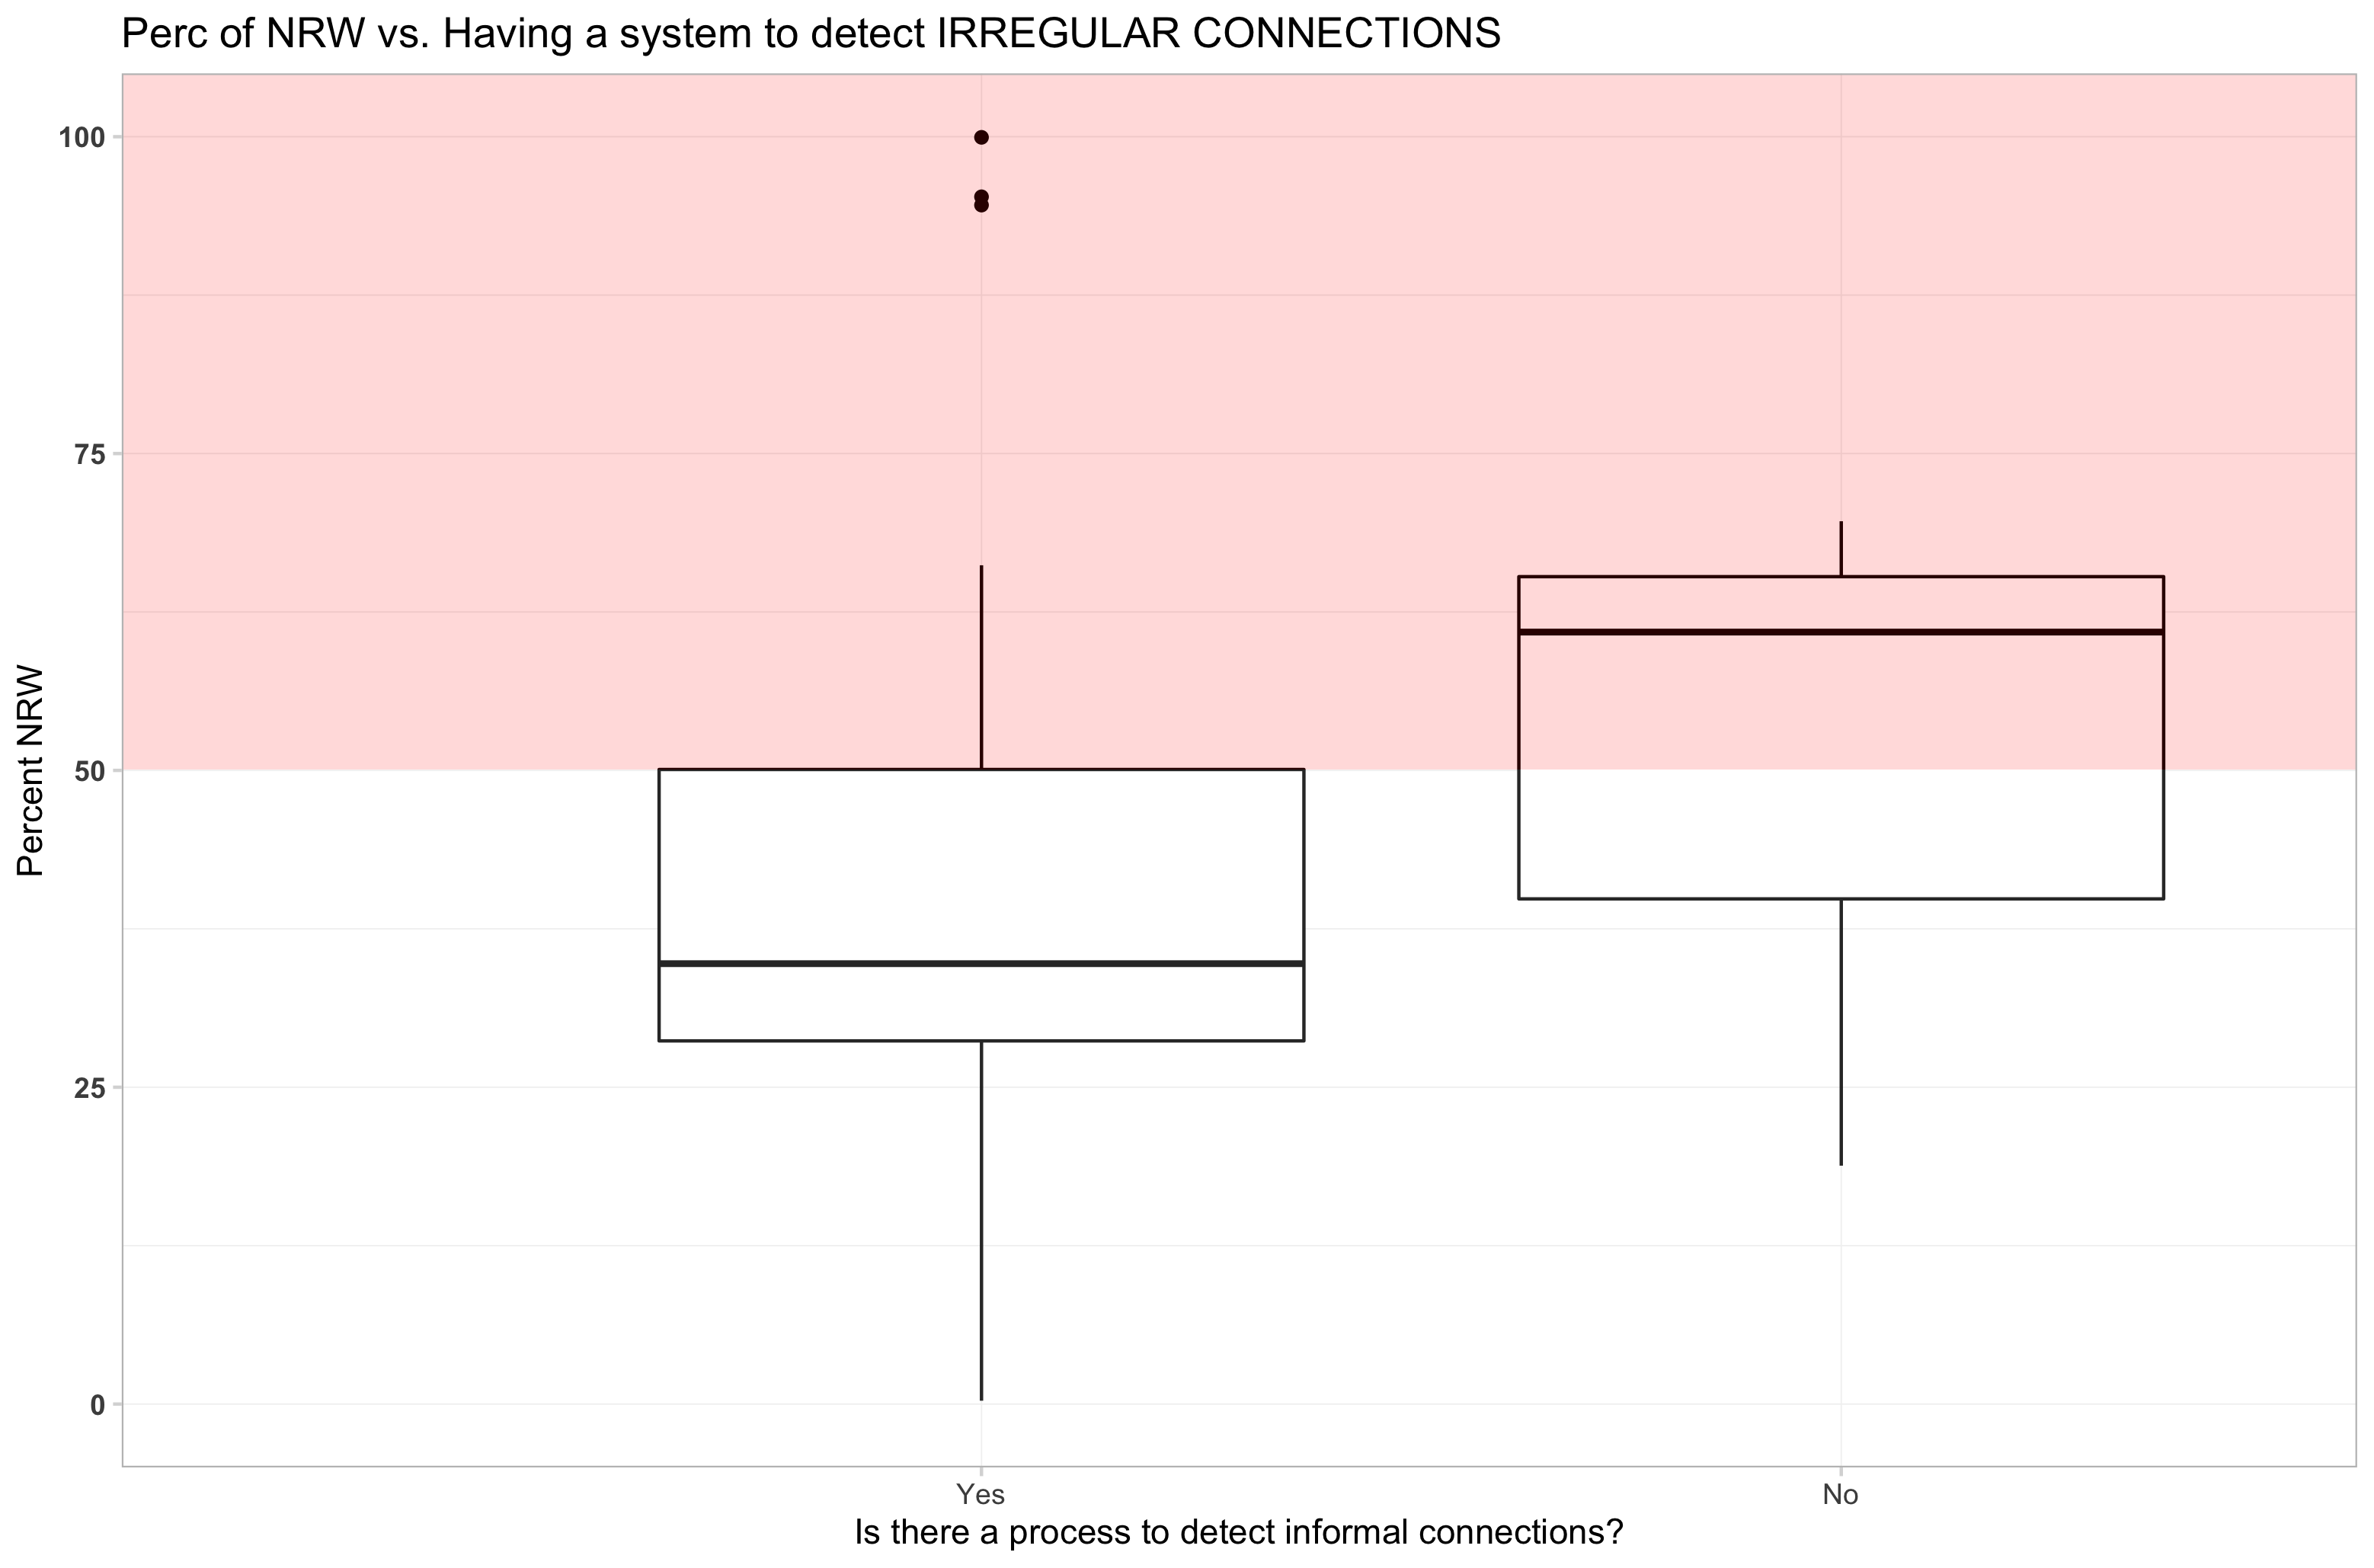 Perc of NRW vs. Having a system to detect IRREGULAR CONNECTIONS
100
75
50
25
0
Percent NRW
Yes
No
Is there a process to detect informal connections?